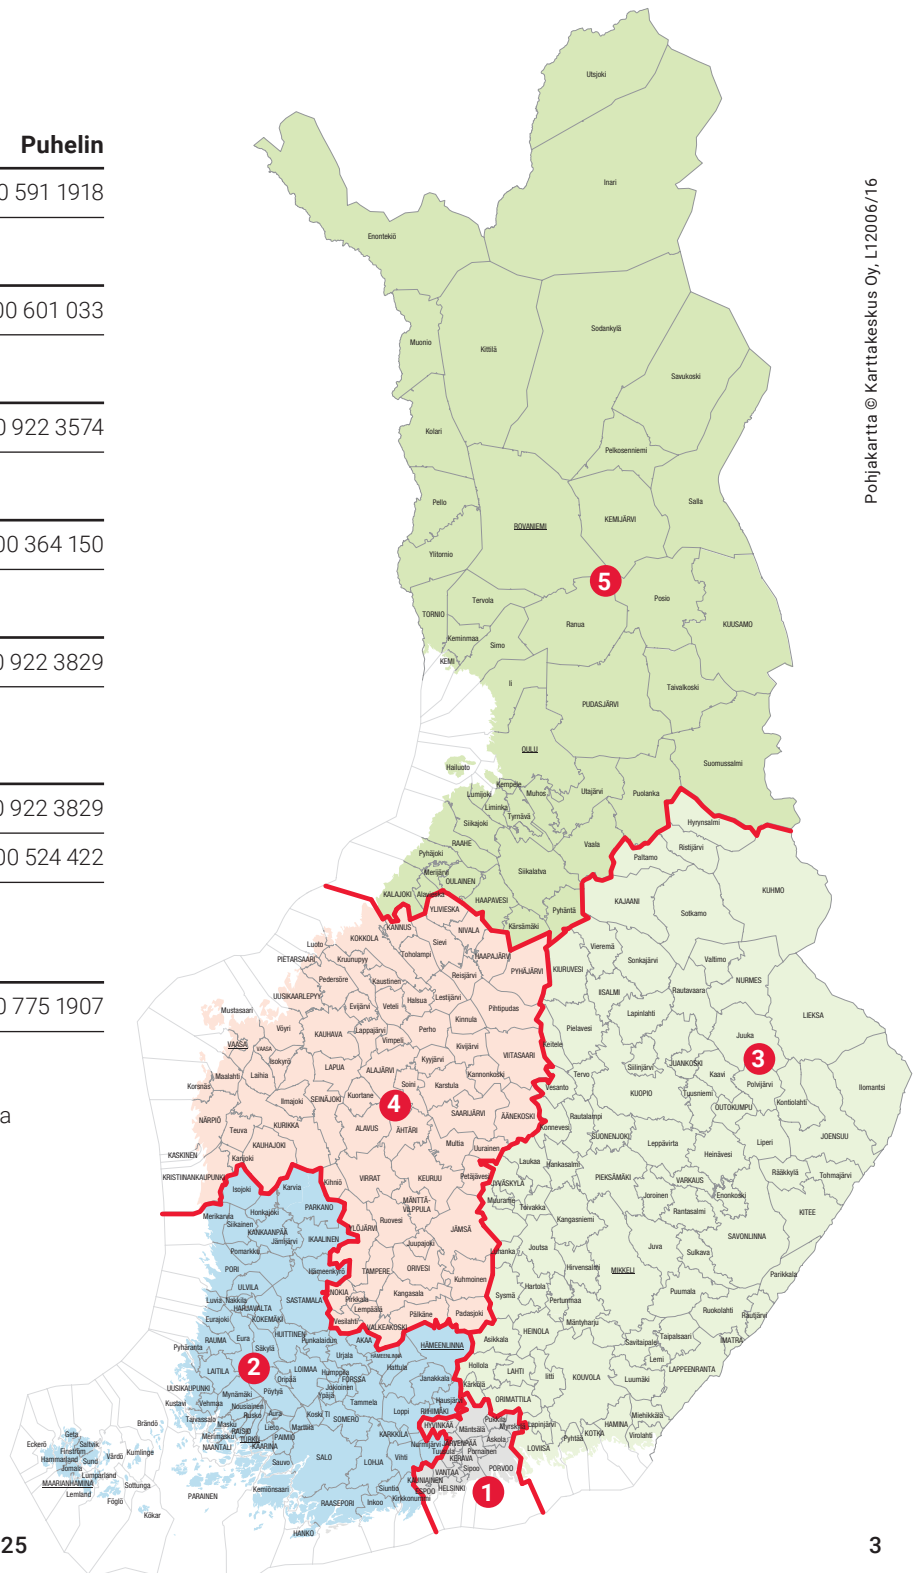 Puhelin
0 591 1918
00 601 033
0 922 3574
00 364 150
0 922 3829
0 922 3829
00 524 422
0 775 1907
a
Pohjakartta © Karttakeskus Oy, L12006/16
Utsjoki
Inari
Enontekiö
Muonio
Kittilä
Sodankylä
Savukoski
Kolari
Pelkosenniemi
Pello
ROVANIEMI
KEMIJÄRVI
Salla
Ylitornio
5
TORNIO
Tervola
Ranua
Posio
KUUSAMO
Keminmaa
Simo
KEMI
Ii
PUDASJÄRVI
Taivalkoski
OULU
Suomussalmi
Hailuoto
Kempele
Lumijoki
Muhos
Utajärvi
Puolanka
Liminka
Tyrnävä
Siikajoki
RAAHE
Vaala
Hyrynsalmi
Ristijärvi
Paltamo
Pyhäjoki
Merijärvi
OULAINEN
Siikalatva
KALAJOKI
Alavieska
HAAPAVESI
KAJAANI
KUHMO
YLIVIESKA
Pyhäntä
Sotkamo
KANNUS
NIVALA
Kärsämäki
KOKKOLA
Sievi
Luoto
Kruunupyy
Toholampi
HAAPAJÄRVI
Vieremä
Valtimo
PIETARSAARI
Reisjärvi
PYHÄJÄRVI
KIURUVESI
Sonkajärvi
NURMES
Pedersöre
Kaustinen
Rautavaara
UUSIKAARLEPYY
Halsua
Lestijärvi
IISALMI
Mustasaari
Evijärvi
Veteli
Pihtipudas
Lapinlahti
LIEKSA
Vöyri
Lappajärvi
Perho
Kinnula
Pielavesi
Juuka
KAUHAVA
Vimpeli
VAASA
VAASA
Kivijärvi
Keitele
3
Isokyrö
LAPUA
Kyyjärvi
VIITASAARI
JUANKOSKI
Maalahti
Laihia
ALAJÄRVI
Kannonkoski
Tervo
Siilinjärvi
Kaavi
Korsnäs
Soini
Karstula
Vesanto
KUOPIO
Tuusniemi
Polvijärvi
Ilomantsi
Ilmajoki
SEINÄJOKI
Kuortane
4
Kontiolahti
NÄRPIÖ
SAARIJÄRVI
ÄÄNEKOSKI
Rautalampi
OUTOKUMPU
Teuva
KURIKKA
ALAVUS
ÄHTÄRI
Konnevesi
SUONENJOKI
JOENSUU
KAUHAJOKI
Multia
Uurainen
Leppävirta
Liperi
KASKINEN
Karijoki
Laukaa
Hankasalmi
Heinävesi
KRISTIINANKAUPUNKI
Kihniö
VIRRAT
KEURUU
Petäjävesi
PIEKSÄMÄKI
VARKAUS
Rääkkylä
Tohmajärvi
Isojoki
Karvia
JYVÄSKYLÄ
Joroinen
Enonkoski
MÄNTTÄ-
VILPPULA
Muurame
Toivakka
Rantasalmi
KITEE
Merikarvia
Honkajoki
PARKANO
Siikainen
KANKAANPÄÄ
Ruovesi
Kangasniemi
YLÖJÄRVI
JÄMSÄ
SAVONLINNA
Jämijärvi
IKAALINEN
Juupajoki
Luhanka
Joutsa
Juva
Sulkava
Pomarkku
PORI
Hämeenkyrö
TAMPERE
ORIVESI
Hirvensalmi
MIKKELI
Parikkala
ULVILA
NOKIA
Kuhmoinen
Hartola
Puumala
Luvia
Nakkila
SASTAMALA
Pirkkala
Kangasala
Sysmä
Pertunmaa
Ruokolahti
HARJAVALTA
Lempäälä
Padasjoki
Mäntyharju
Rautjärvi
Eurajoki
KOKEMÄKI
Vesilahti
Pälkäne
HEINOLA
Taipalsaari
IMATRA
RAUMA
Eura
HUITTINEN
VALKEAKOSKI
Asikkala
Savitaipale
Pyhäranta
Säkylä
Punkalaidun
AKAA
HÄMEENLINNA
Lemi
2
Urjala
HÄMEENLINNA
LAITILA
LOIMAA
Humppila
Hattula
Hollola
LAHTI
Iitti
KOUVOLA
Luumäki
LAPPEENRANTA
Oripää
FORSSA
Janakkala
Kärkölä
UUSIKAUPUNKI
Mynämäki
Pöytyä
Jokioinen
Ypäjä
Tammela
Hausjärvi
ORIMATTILA
Kustavi
Vehmaa
Nousiainen
Loppi
RIIHIMÄKI
Miehikkälä
Taivassalo
Rusko
Aura
Koski Tl
SOMERO
HYVINKÄÄ
Pukkila
Myrskylä
Lapinjärvi
HAMINA
Masku
Lieto
Marttila
Mäntsälä
KOTKA
Virolahti
Merimasku
RAISIO
TURKU
PAIMIO
KARKKILA
Askola
Pyhtää
NAANTALI
KAARINA
Nurmijärvi
JÄRVENPÄÄ
LOVIISA
Brändö
Tuusula
Pornainen
Geta
Saltvik
Kumlinge
Sauvo
SALO
LOHJA
Vihti
KERAVA
Eckerö
Finström
Vårdö
VANTAA
Sipoo
PORVOO
Hammarland
Sund
KAUNIAINEN
Jomala
Lumparland
Sottunga
Kemiönsaari
Siuntio
ESPOO
HELSINKI
1
MAARIANHAMINA
Lemland
Föglö
PARAINEN
RAASEPORI
Inkoo
Kirkkonummi
Kökar
HANKO
25
3